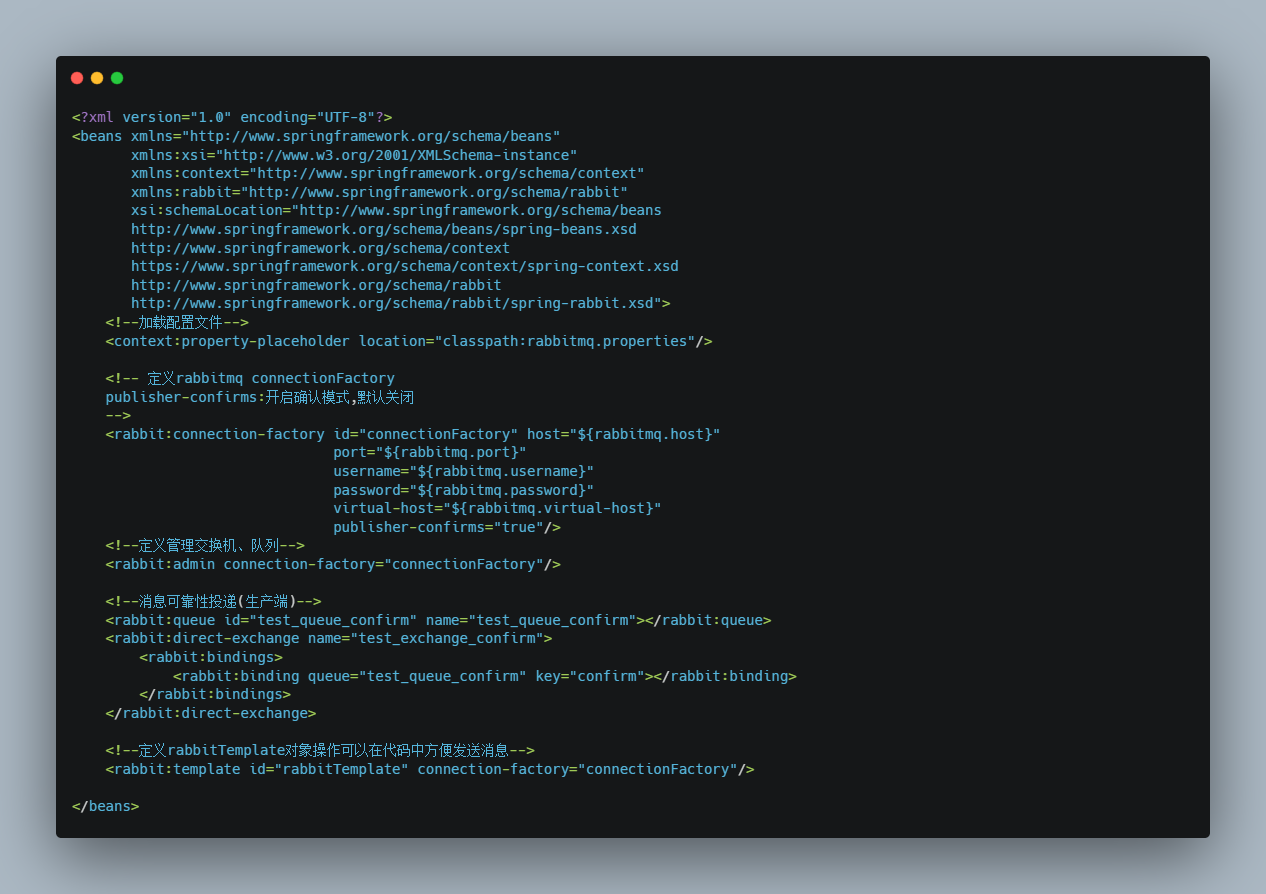 <?xml version="1.0" encoding="UTF-8"?>
<beans xmlns="http://www.springframework.org/schema/beans"
       xmlns:xsi="http://www.w3.org/2001/XMLSchema-instance"
       xmlns:context="http://www.springframework.org/schema/context"
       xmlns:rabbit="http://www.springframework.org/schema/rabbit"
       xsi:schemaLocation="http://www.springframework.org/schema/beans
       http://www.springframework.org/schema/beans/spring-beans.xsd
       http://www.springframework.org/schema/context
       https://www.springframework.org/schema/context/spring-context.xsd
       http://www.springframework.org/schema/rabbit
       http://www.springframework.org/schema/rabbit/spring-rabbit.xsd">
    <!--加载配置文件-->
    <context:property-placeholder location="classpath:rabbitmq.properties"/>

    <!-- 定义rabbitmq connectionFactory
    publisher-confirms:开启确认模式,默认关闭
    -->
    <rabbit:connection-factory id="connectionFactory" host="${rabbitmq.host}"
                               port="${rabbitmq.port}"
                               username="${rabbitmq.username}"
                               password="${rabbitmq.password}"
                               virtual-host="${rabbitmq.virtual-host}"
                               publisher-confirms="true"/>
    <!--定义管理交换机、队列-->
    <rabbit:admin connection-factory="connectionFactory"/>

    <!--消息可靠性投递(生产端)-->
    <rabbit:queue id="test_queue_confirm" name="test_queue_confirm"></rabbit:queue>
    <rabbit:direct-exchange name="test_exchange_confirm">
        <rabbit:bindings>
            <rabbit:binding queue="test_queue_confirm" key="confirm"></rabbit:binding>
        </rabbit:bindings>
    </rabbit:direct-exchange>

    <!--定义rabbitTemplate对象操作可以在代码中方便发送消息-->
    <rabbit:template id="rabbitTemplate" connection-factory="connectionFactory"/>

</beans>